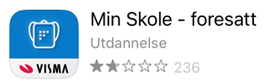 Min Skole - foresatt
Utdannelse
236
VISMA